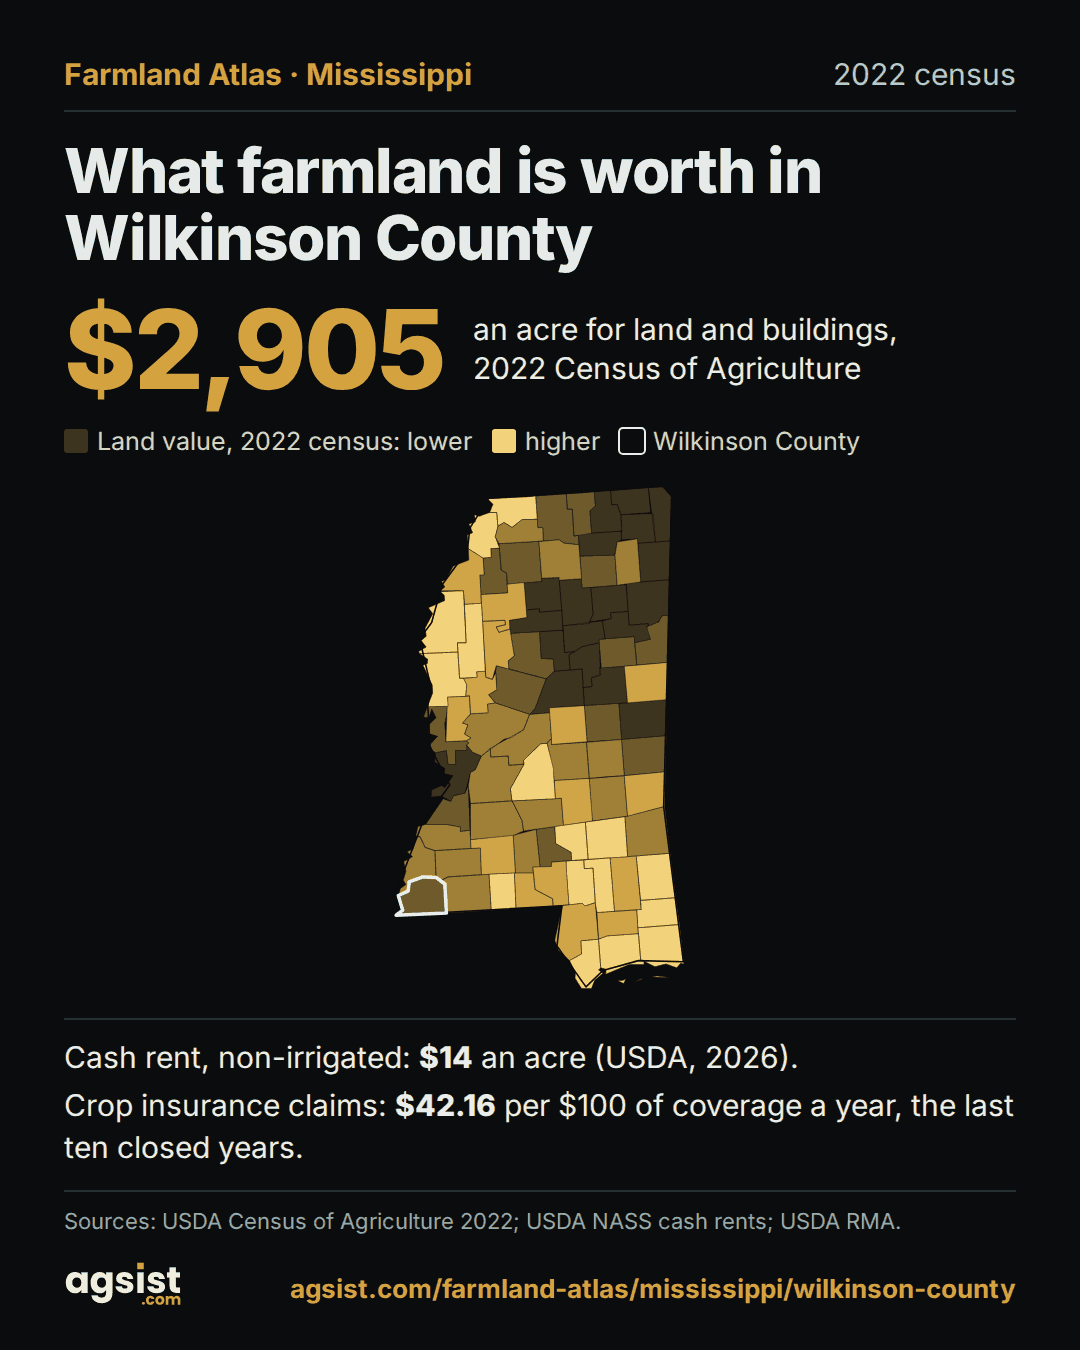 Farmland Atlas · Mississippi
2022 census
What farmland is worth in
Wilkinson County
$2,905
an acre for land and buildings,
2022 Census of Agriculture
Land value, 2022 census: lower
higher
Wilkinson County
Cash rent, non-irrigated: $14 an acre (USDA, 2026).
Crop insurance claims: $42.16 per $100 of coverage a year, the last
ten closed years.
Sources: USDA Census of Agriculture 2022; USDA NASS cash rents; USDA RMA.
agsist
.com
agsist.com/farmland-atlas/mississippi/wilkinson-county